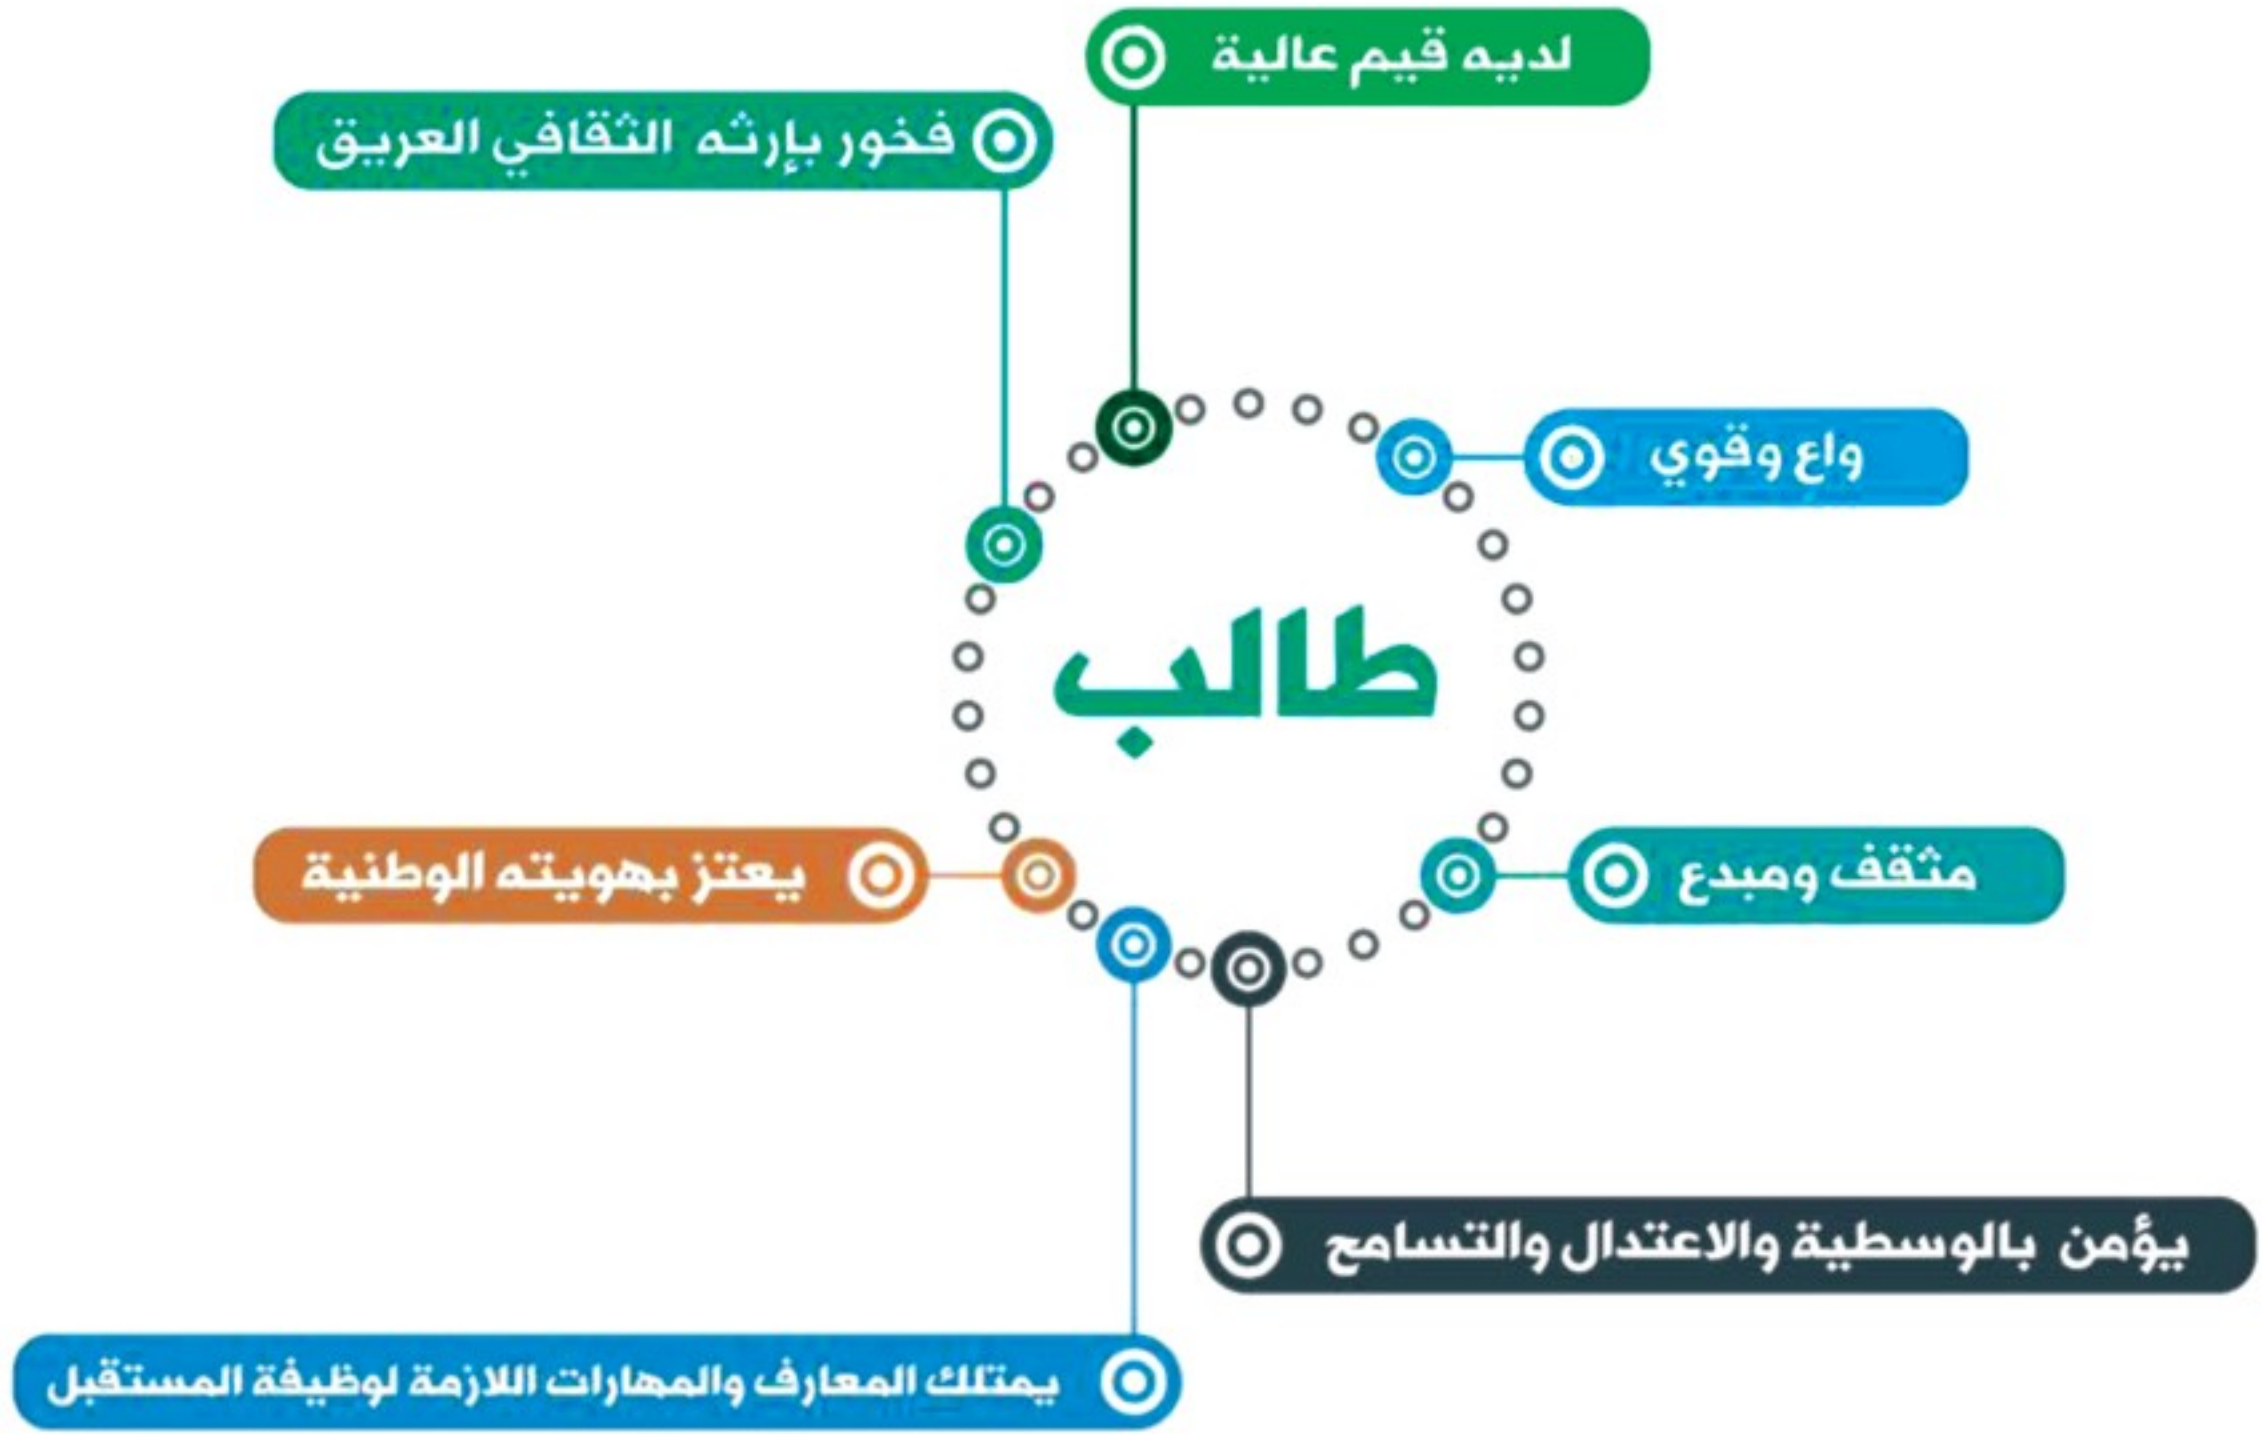 لديه قيم عالية
فخور بإرثه الثقافي العريق
واع وقوي
طالب
يعتز بهويته الوطنية
مثقف ومبدع
يؤمن بالوسطية والاعتدال والتسامح
يمتلك المعارف والمهارات اللازمة لوظيفة المستقبل